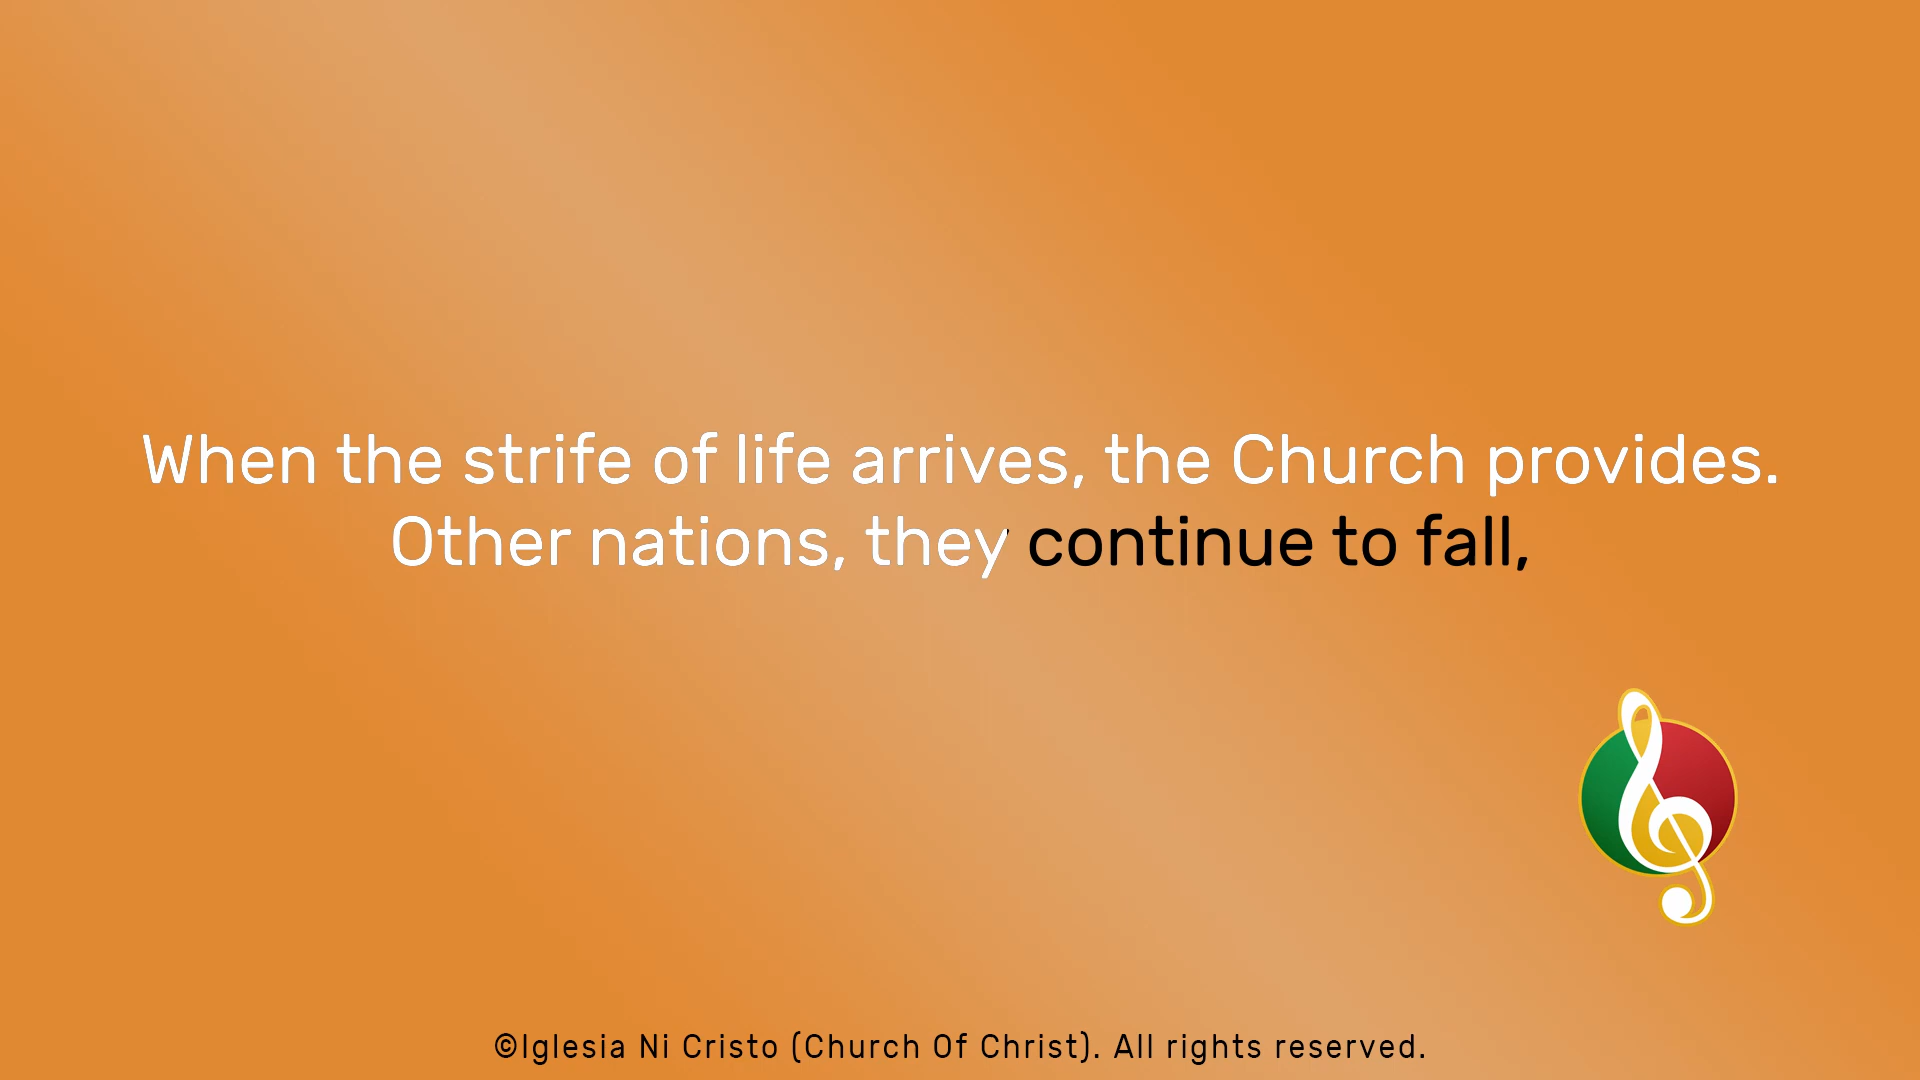 When the strife of life arrives, the Church provides.
Other nations, they continue to fall,
©Iglesia Ni Cristo (Church Of Christ). All rights reserved.